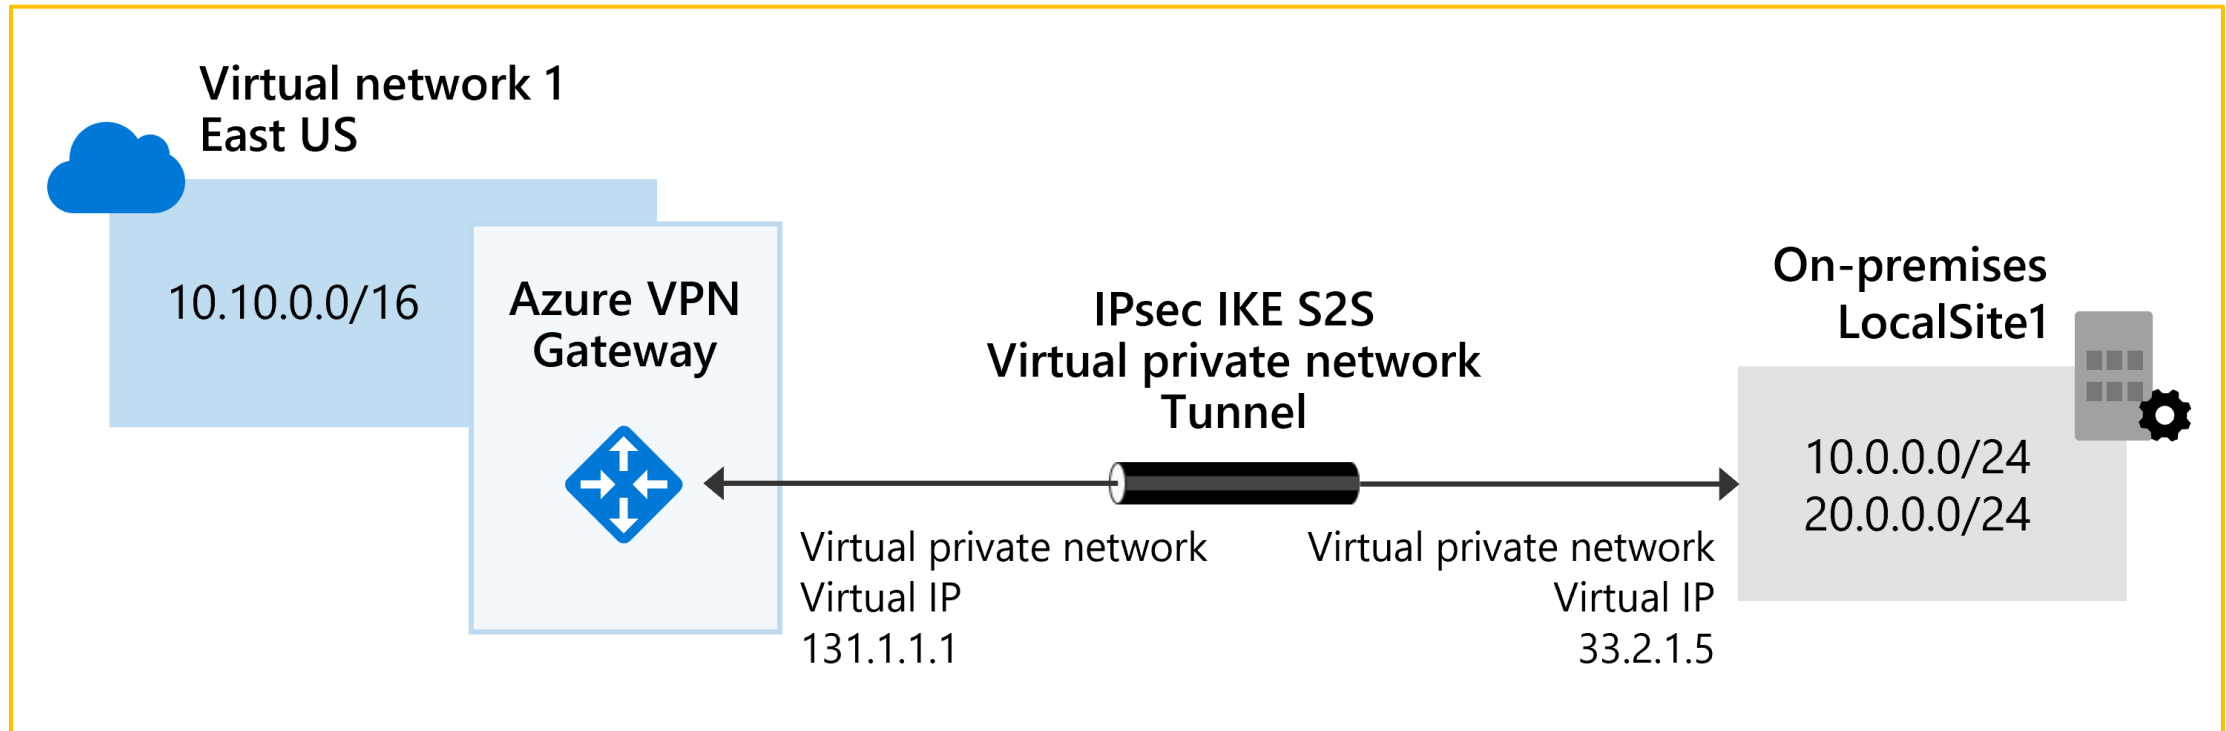 Virtual network 1
East US
10.10.0.0/16
Azure VPN
Gateway
IPsec IKE S2S
Virtual private network
Tunnel
Virtual private network
Virtual IP
131.1.1.1
Virtual private network
Virtual IP
33.2.1.5
On-premises
LocalSite1
10.0.0.0/24
20.0.0.0/24